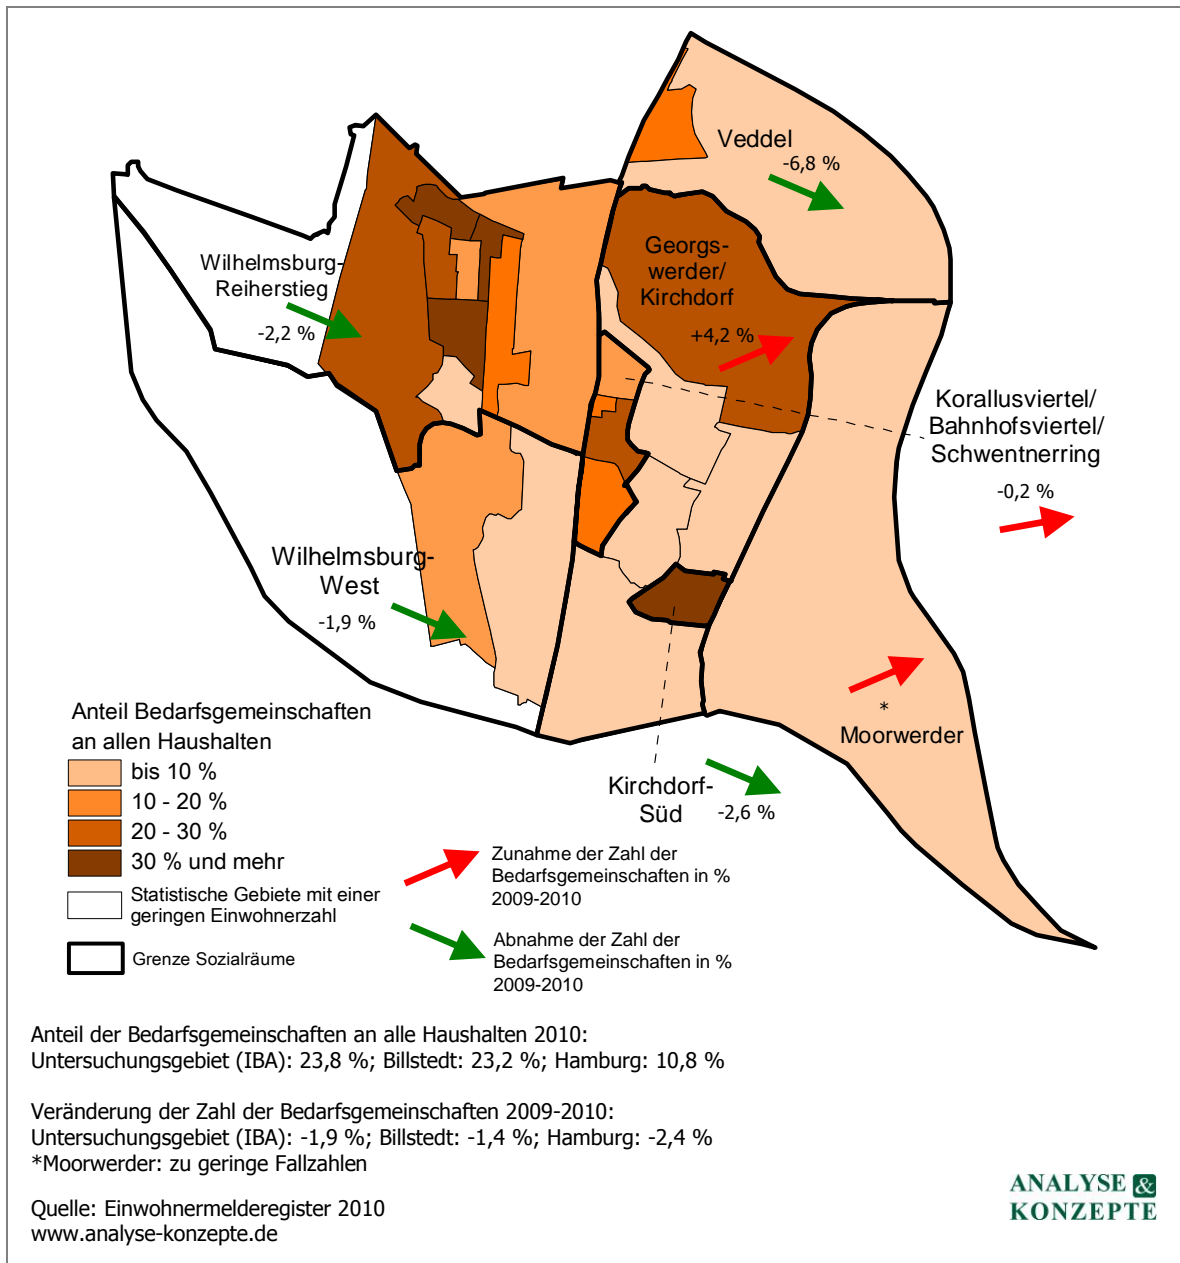 Veddel
-6,8 %
Georgs-
werder/
Kirchdorf
+4,2 %
Wilhelmsburg-
Reiherstieg
-2,2 %
Korallusviertel/
Bahnhofsviertel/
Schwentnerring
-0,2 %
Wilhelmsburg-
West
-1,9 %
*
Moorwerder
Kirchdorf-
Süd
-2,6 %
Anteil Bedarfsgemeinschaften
an allen Haushalten
bis 10 %
10 - 20 %
20 - 30 %
30 % und mehr
Statistische Gebiete mit einer
geringen Einwohnerzahl
Grenze Sozialräume
Zunahme der Zahl der
Bedarfsgemeinschaften in %
2009-2010
Abnahme der Zahl der
Bedarfsgemeinschaften in %
2009-2010
Anteil der Bedarfsgemeinschaften an alle Haushalten 2010:
Untersuchungsgebiet (IBA): 23,8 %; Billstedt: 23,2 %; Hamburg: 10,8 %
Veränderung der Zahl der Bedarfsgemeinschaften 2009-2010:
Untersuchungsgebiet (IBA): -1,9 %; Billstedt: -1,4 %; Hamburg: -2,4 %
*Moorwerder: zu geringe Fallzahlen
Quelle: Einwohnermelderegister 2010
www.analyse-konzepte.de
ANALYSE &
KONZEPTE